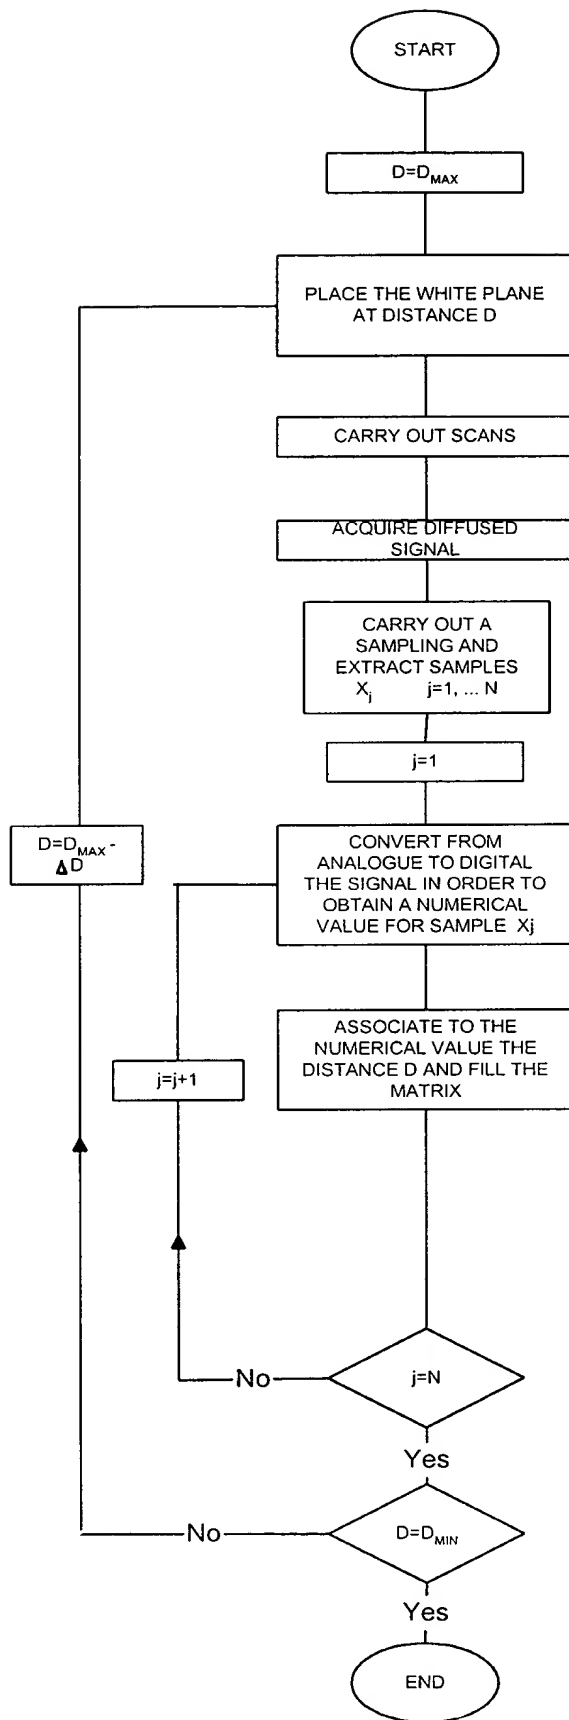 START
D=D_MAX
PLACE THE WHITE PLANE
AT DISTANCE D
CARRY OUT SCANS
ACQUIRE DIFFUSED
SIGNAL
CARRY OUT A
SAMPLING AND
EXTRACT SAMPLES
X_j j=1, ... N
j=1
D=D_MAX -
ΔD
CONVERT FROM
ANALOGUE TO DIGITAL
THE SIGNAL IN ORDER TO
OBTAIN A NUMERICAL
VALUE FOR SAMPLE Xj
ASSOCIATE TO THE
NUMERICAL VALUE THE
DISTANCE D AND FILL THE
MATRIX
j=j+1
No
j=N
Yes
No
D=D_MIN
Yes
END